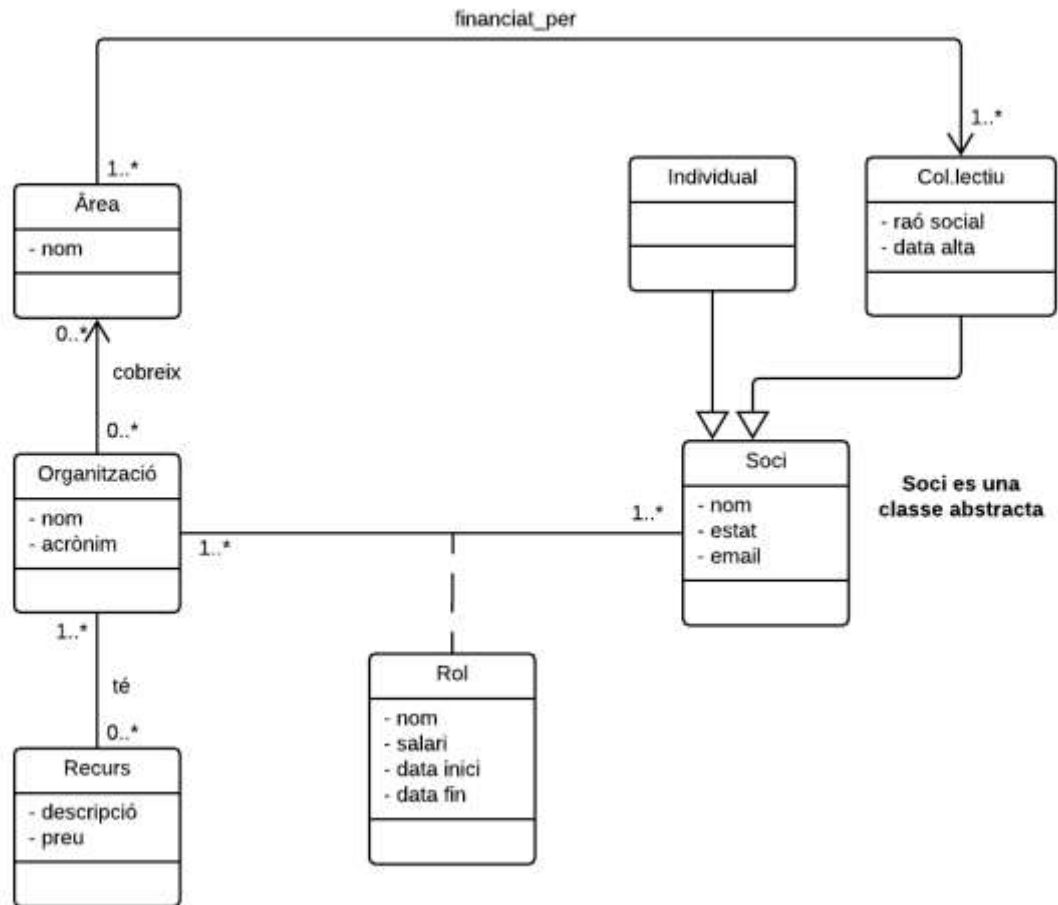 financiat_per
1..*
1..*
Àrea
- nom
Individual
Col.lectiu
- raó social
- data alta
0..*
cobreix
0..*
Organització
- nom
- acrònim
1..*
1..*
Soci
- nom
- estat
- email
Soci es una
classe abstracta
1..*
té
0..*
Rol
- nom
- salari
- data inici
- data fin
Recurs
- descripció
- preu